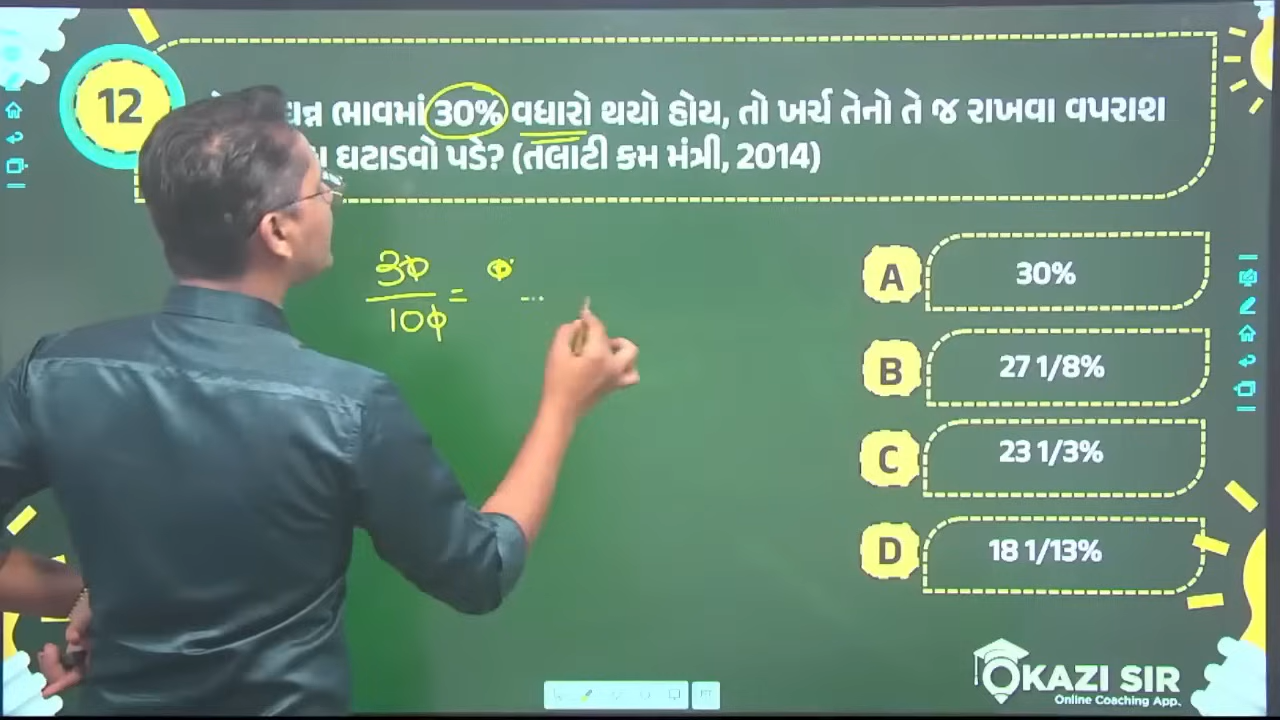 12
ભાવમાં 30% વધારો થયો હોય, તો ખર્ચ તેનો તે જ રાખવા વપરાશ
ઘટાડવો પડે? (તલાટી કમ મંત્રી, 2014)
30
100
=
A
30%
B
27 1/8%
C
23 1/3%
D
18 1/13%
OKAZI SIR
Online Coaching App.